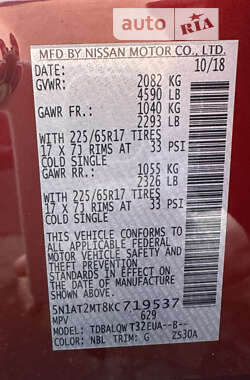 AUTO RIA
MFD BY NISSAN MOTOR CO., LTD.
DATE: 10/18
GVWR: 2082 KG
4590 LB
GAWR FR.: 1040 KG
2293 LB
WITH 225/65R17 TIRES
17 X 7J RIMS AT 33 PSI
COLD SINGLE
GAWR RR.: 1055 KG
2326 LB
WITH 225/65R17 TIRES
17 X 7J RIMS AT 33 PSI
COLD SINGLE
THIS VEHICLE CONFORMS TO
ALL APPLICABLE FEDERAL
MOTOR VEHICLE SAFETY
AND THEFT PREVENTION
STANDARDS IN EFFECT ON
THE DATE OF MANUFACTURE
SHOWN ABOVE.
5N1AT2MT8KC719537
MPV 629
MODEL: TDBALQWT32EUA--B--
COLOR: NBL TRIM: G ZS30A